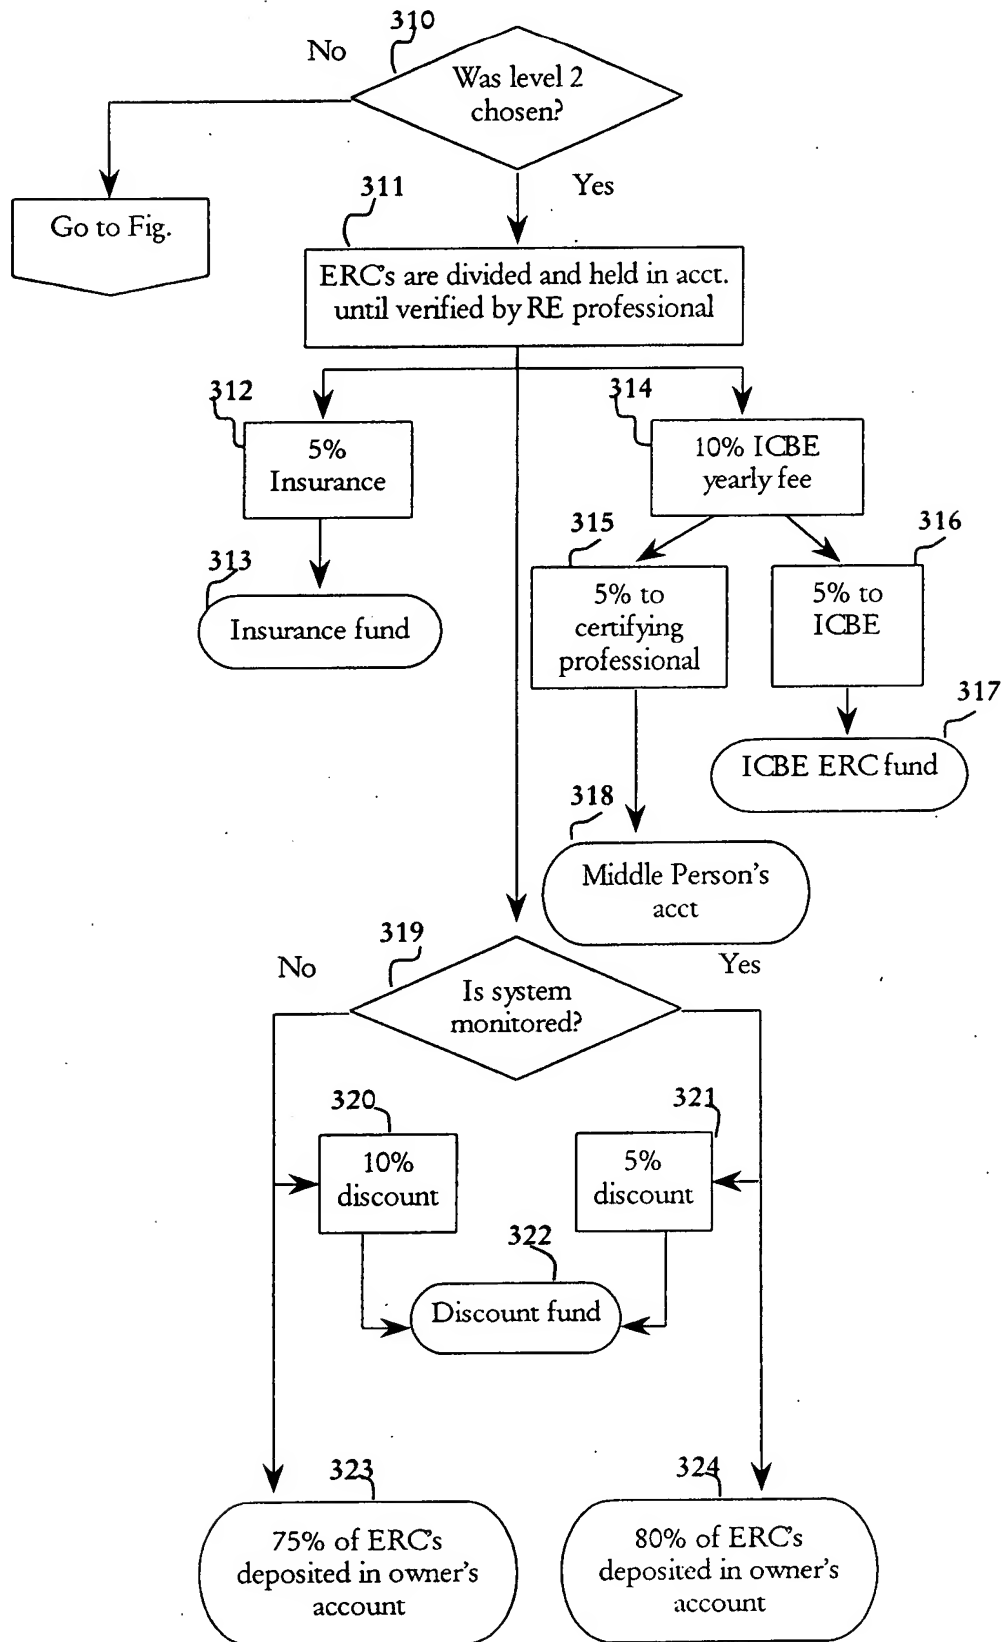 310
No
Was level 2
chosen?
311
Yes
Go to Fig.
ERC's are divided and held in acct.
until verified by RE professional
312
314
5%
Insurance
10% ICBE
yearly fee
315
316
313
5% to
certifying
professional
5% to
ICBE
Insurance fund
317
ICBE ERC fund
318
Middle Person's
acct
319
No
Yes
Is system
monitored?
320
321
10%
discount
5%
discount
322
Discount fund
323
324
75% of ERC's
deposited in owner's
account
80% of ERC's
deposited in owner's
account